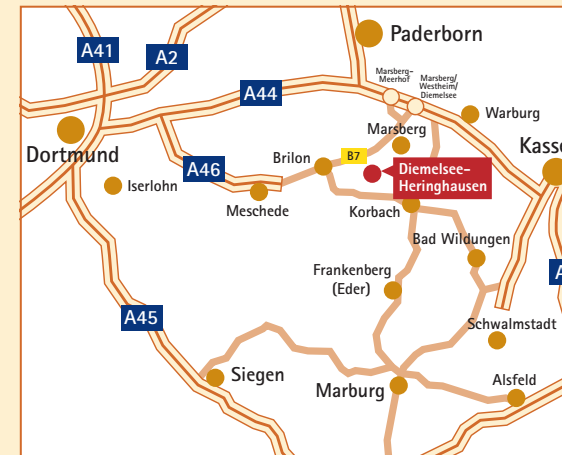 Paderborn
A41
A2
A44
Marsberg-
Meerhof
Marsberg/
Westheim/
Diemelsee
Warburg
Marsberg
Dortmund
Kasse
A46
Brilon
B7
Diemelsee-
Heringhausen
Iserlohn
Meschede
Korbach
Bad Wildungen
Frankenberg
(Eder)
A
A45
Schwalmstadt
Siegen
Marburg
Alsfeld